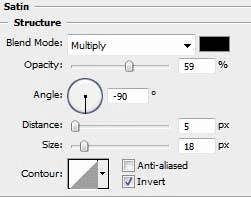 Satin
Structure
Blend Mode: Multiply
Opacity: 59 %
Angle: -90 °
Distance: 5 px
Size: 18 px
Contour: Anti-aliased
Invert